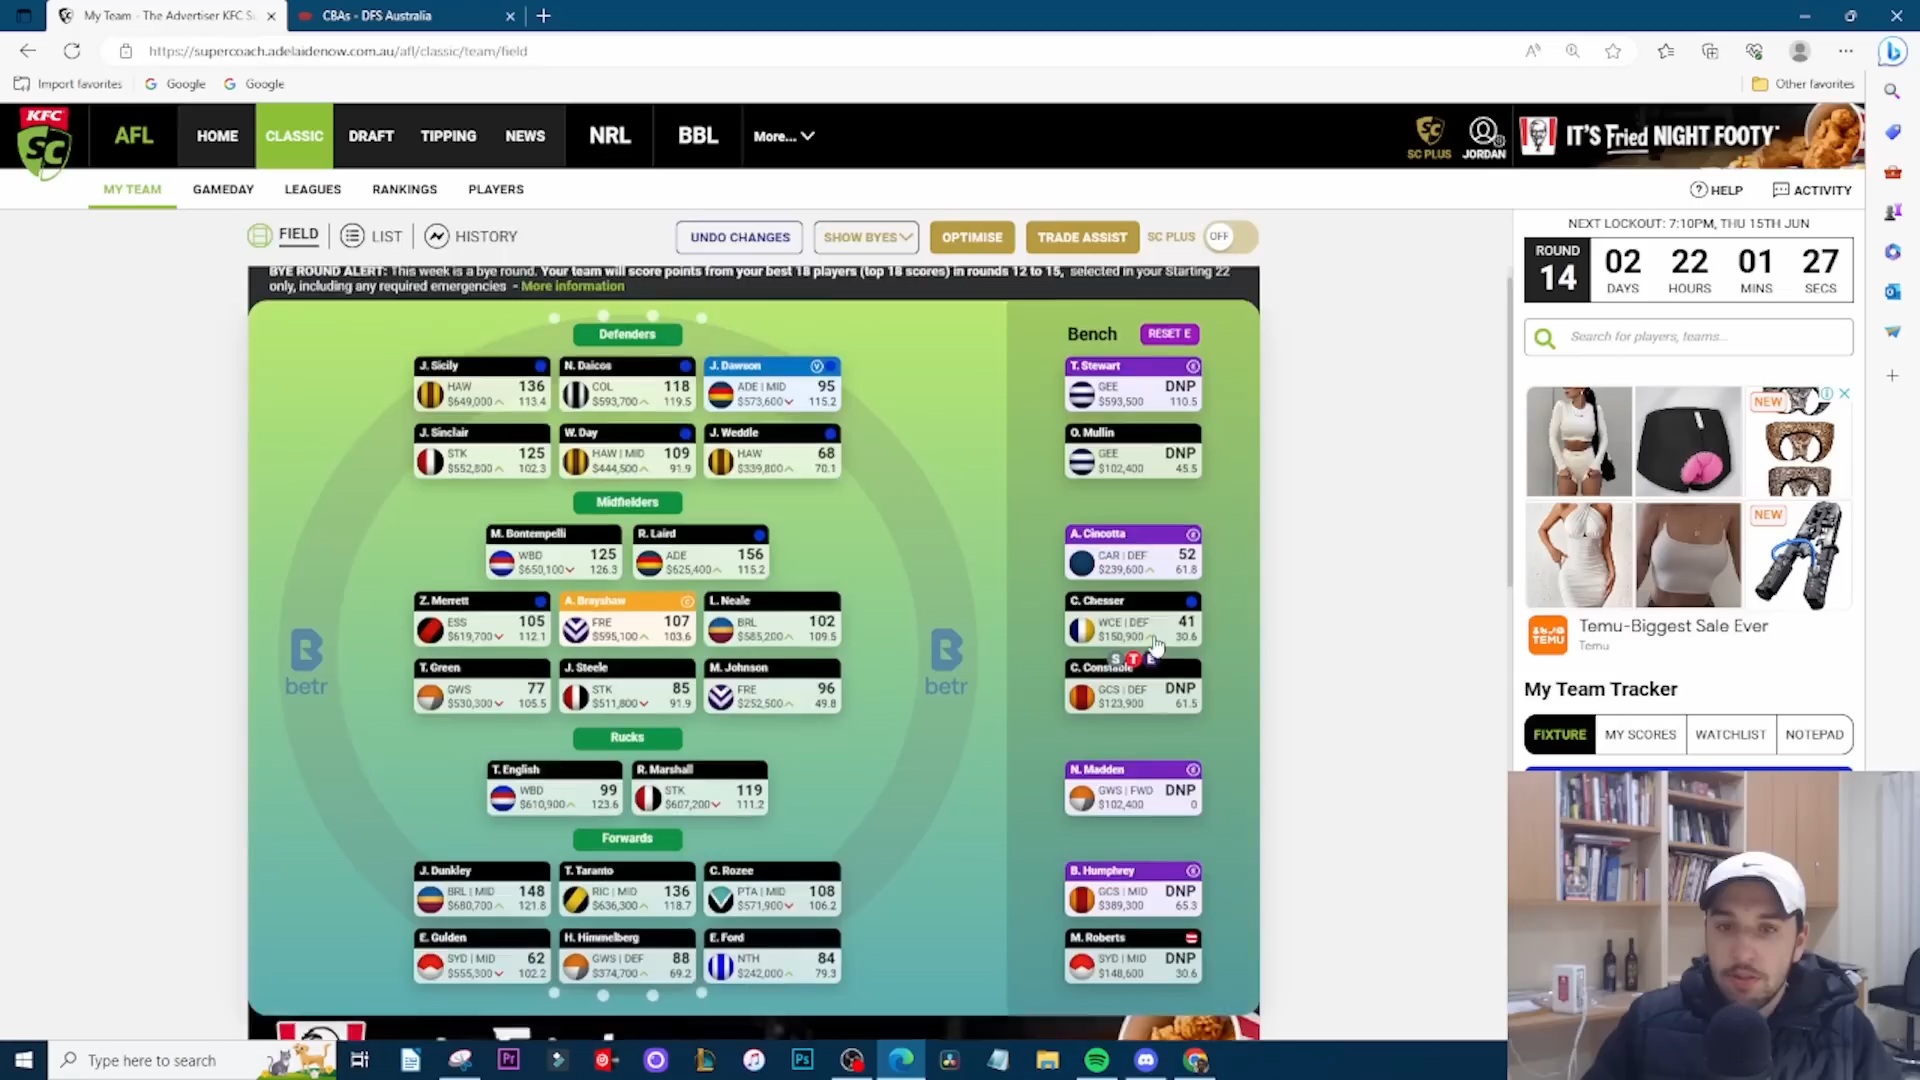 My Team - The Advertiser KFC Su
CBAs - DFS Australia
https://supercoach.adelaidenow.com.au/afl/classic/team/field
Import favorites
Google
Google
Other favorites
KFC
SC
AFL
HOME
CLASSIC
DRAFT
TIPPING
NEWS
NRL
BBL
More...
SC PLUS
JORDAN
IT'S Fried NIGHT FOOTY
MY TEAM
GAMEDAY
LEAGUES
RANKINGS
PLAYERS
HELP
ACTIVITY
FIELD
LIST
HISTORY
UNDO CHANGES
SHOW BYES
OPTIMISE
TRADE ASSIST
SC PLUS
OFF
NEXT LOCKOUT: 7:10PM, THU 15TH JUN
ROUND
14
02 22 01 27
DAYS HOURS MINS SECS
BYE ROUND ALERT: This week is a bye round. Your team will score points from your best 18 players (top 18 scores) in rounds 12 to 15, selected in your Starting 22
only, including any required emergencies - More information
Search for players, teams...
Defenders
Bench
RESET E
J. Sicily
HAW 136
$649,000 113.4
N. Daicos
COL 118
$593,700 119.5
J. Dawson V
ADE | MID 95
$573,600 115.2
T. Stewart E
GEE DNP
$593,500 110.5
J. Sinclair
STK 125
$552,800 102.3
W. Day
HAW | MID 109
$444,500 91.9
J. Weddle
HAW 68
$339,800 70.1
O. Mullin
GEE DNP
$102,400 45.5
Midfielders
M. Bontempelli
WBD 125
$650,100 126.3
R. Laird
ADE 156
$625,400 115.2
A. Cincotta E
CAR | DEF 52
$239,600 61.8
Z. Merrett
ESS 105
$619,700 112.1
A. Brayshaw C
FRE 107
$595,100 103.6
L. Neale
BRL 102
$585,200 109.5
C. Chesser
WCE | DEF 41
$150,900 30.6
S T E
T. Green
GWS 77
$530,300 105.5
J. Steele
STK 85
$511,800 91.9
M. Johnson
FRE 96
$252,500 49.8
C. Constable
GCS | DEF DNP
$123,900 61.5
betr
betr
Rucks
T. English
WBD 99
$610,900 123.6
R. Marshall
STK 119
$607,200 111.2
N. Madden E
GWS | FWD DNP
$102,400 0
Forwards
J. Dunkley
BRL | MID 148
$680,700 121.8
T. Taranto
RIC | MID 136
$636,300 118.7
C. Rozee
PTA | MID 108
$571,900 106.2
B. Humphrey E
GCS | MID DNP
$389,300 65.3
E. Gulden
SYD | MID 62
$555,300 102.2
H. Himmelberg
GWS | DEF 88
$374,700 69.2
E. Ford
NTH 84
$242,000 79.3
M. Roberts
SYD | MID DNP
$148,600 30.6
NEW
NEW
TEMU
Temu-Biggest Sale Ever
Temu
My Team Tracker
FIXTURE
MY SCORES
WATCHLIST
NOTEPAD
Type here to search
Pr
Ps